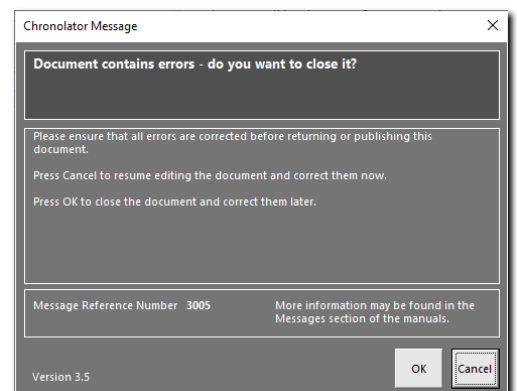 Chronolator Message
Document contains errors - do you want to close it?
Please ensure that all errors are corrected before returning or publishing this
document.
Press Cancel to resume editing the document and correct them now.
Press OK to close the document and correct them later.
Message Reference Number 3005
More information may be found in the
Messages section of the manuals.
Version 3.5
OK
Cancel